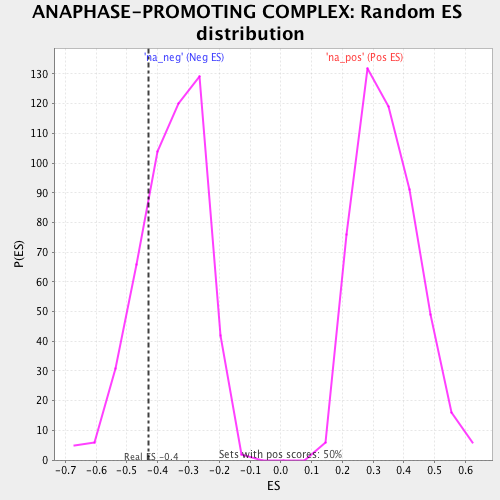 ANAPHASE-PROMOTING COMPLEX: Random ES
distribution
'na_neg' (Neg ES)
'na_pos' (Pos ES)
130
120
110
100
90
80
70
60
50
40
30
20
10
0
P(ES)
Real ES -0.4
Sets with pos scores: 50%
-0.7 -0.6 -0.5 -0.4 -0.3 -0.2 -0.1 0.0 0.1 0.2 0.3 0.4 0.5 0.6
ES